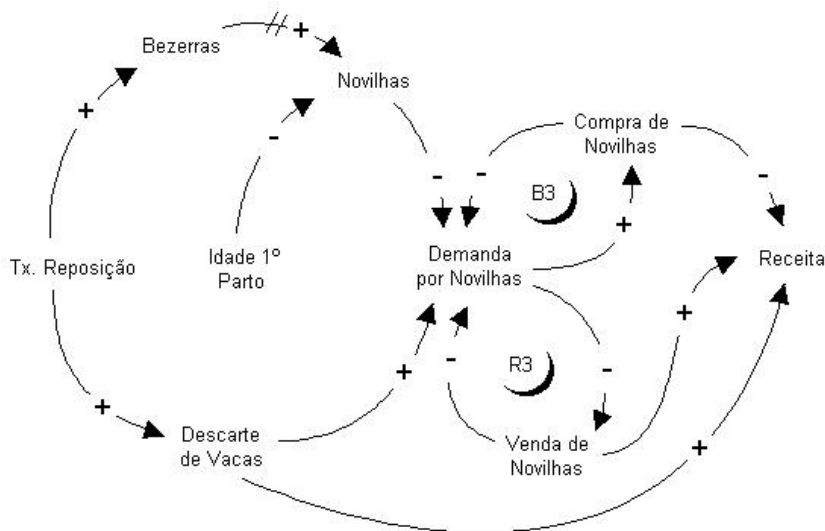 Bezerras
+
Novilhas
+
-
Compra de
Novilhas
-
-
-
B3
+
Tx. Reposição
Idade 1º
Parto
Demanda
por Novilhas
Receita
+
-
R3
-
+
+
Descarte
de Vacas
Venda de
Novilhas
+